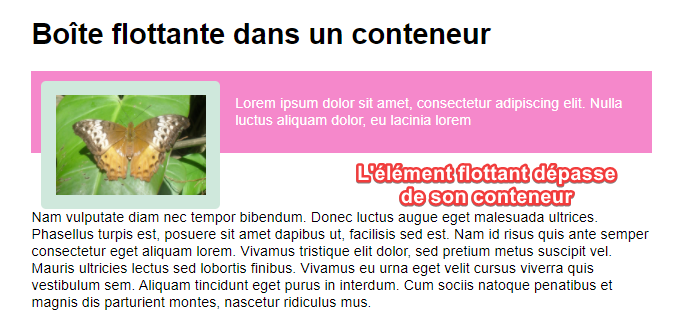 Boîte flottante dans un conteneur
Lorem ipsum dolor sit amet, consectetur adipiscing elit. Nulla
luctus aliquam dolor, eu lacinia lorem
L'élément flottant dépasse
de son conteneur
Nam vulputate diam nec tempor bibendum. Donec luctus augue eget malesuada ultrices.
Phasellus turpis est, posuere sit amet dapibus ut, facilisis sed est. Nam id risus quis ante semper
consectetur eget aliquam lorem. Vivamus tristique elit dolor, sed pretium metus suscipit vel.
Mauris ultricies lectus sed lobortis finibus. Vivamus eu urna eget velit cursus viverra quis
vestibulum sem. Aliquam tincidunt eget purus in interdum. Cum sociis natoque penatibus et
magnis dis parturient montes, nascetur ridiculus mus.